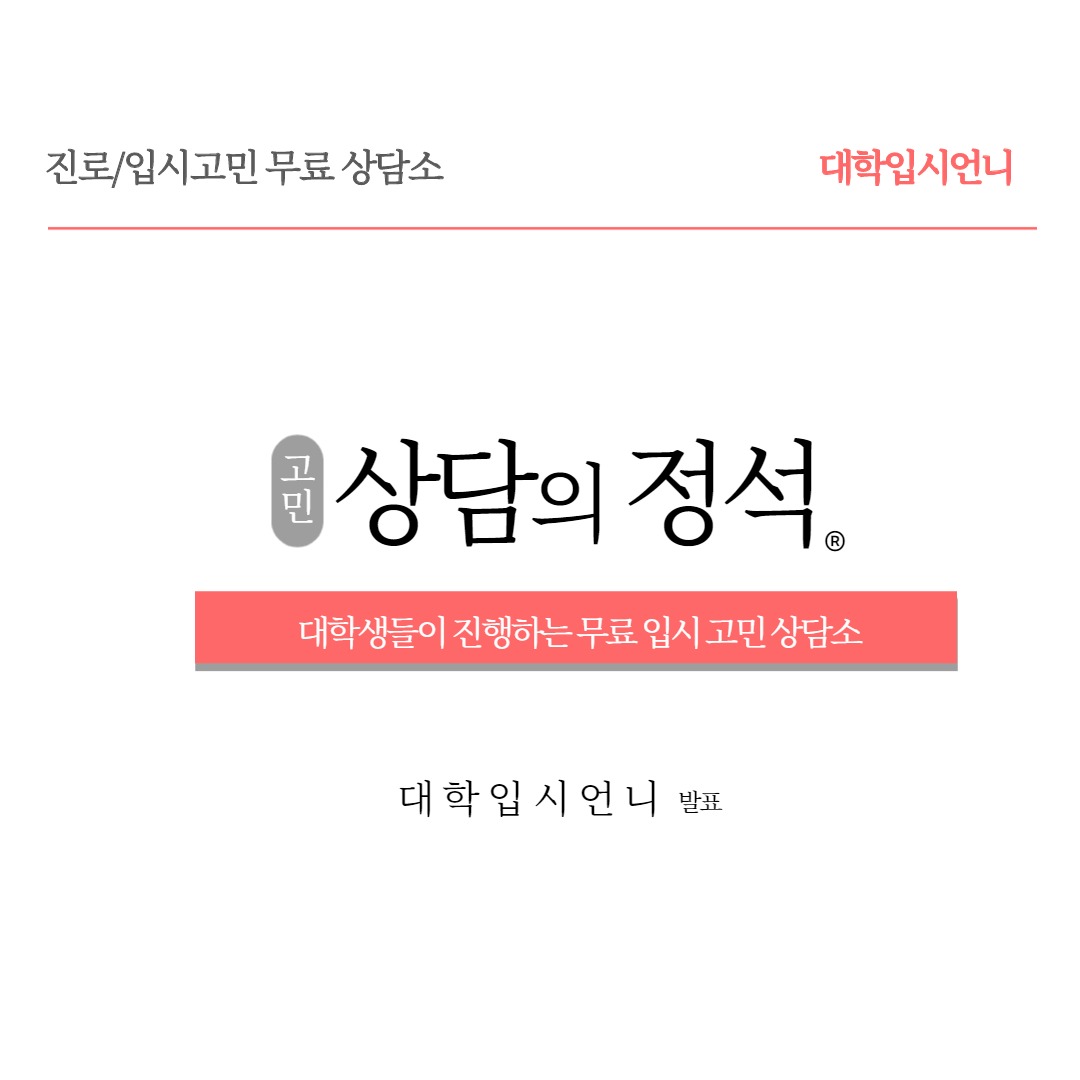 진로/입시고민 무료 상담소 대학입시언니
고민 상담의 정석®
대학생들이 진행하는 무료 입시 고민 상담소
대학입시언니 발표